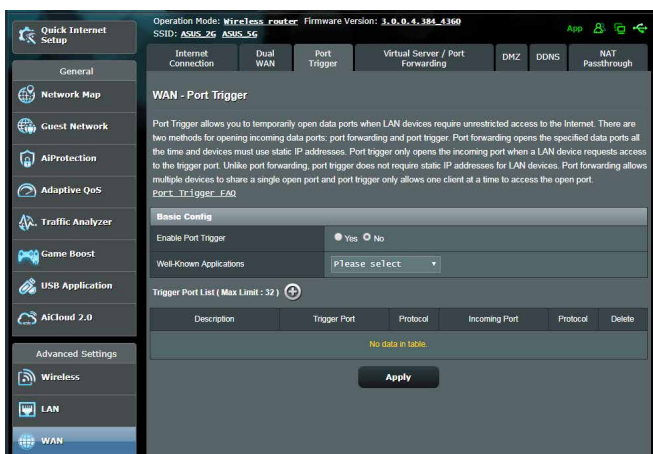 Quick Internet
Setup
General
Network Map
Guest Network
AiProtection
Adaptive QoS
Traffic Analyzer
Game Boost
USB Application
AiCloud 2.0
Advanced Settings
Wireless
LAN
WAN
Operation Mode: Wireless router Firmware Version: 3.0.0.4.384_4360
SSID: ASUS_2G ASUS_5G
App
Internet
Connection
Dual
WAN
Port
Trigger
Virtual Server / Port
Forwarding
DMZ
DDNS
NAT
Passthrough
WAN - Port Trigger
Port Trigger allows you to temporarily open data ports when LAN devices require unrestricted access to the Internet. There are
two methods for opening incoming data ports: port forwarding and port trigger. Port forwarding opens the specified data ports all
the time and devices must use static IP addresses. Port trigger only opens the incoming port when a LAN device requests access
to the trigger port. Unlike port forwarding, port trigger does not require static IP addresses for LAN devices. Port forwarding allows
multiple devices to share a single open port and port trigger only allows one client at a time to access the open port.
Port Trigger FAQ
Basic Config
Enable Port Trigger Yes No
Well-Known Applications Please select
Trigger Port List ( Max Limit : 32 )
Description Trigger Port Protocol Incoming Port Protocol Delete
No data in table.
Apply